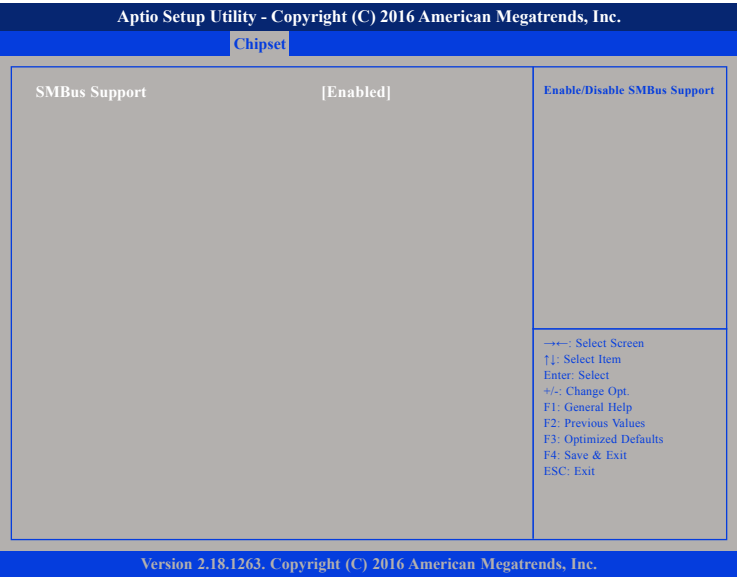 Aptio Setup Utility - Copyright (C) 2016 American Megatrends, Inc.
Chipset
SMBus Support [Enabled]
Enable/Disable SMBus Support
→←: Select Screen
↑↓: Select Item
Enter: Select
+/-: Change Opt.
F1: General Help
F2: Previous Values
F3: Optimized Defaults
F4: Save & Exit
ESC: Exit
Version 2.18.1263. Copyright (C) 2016 American Megatrends, Inc.